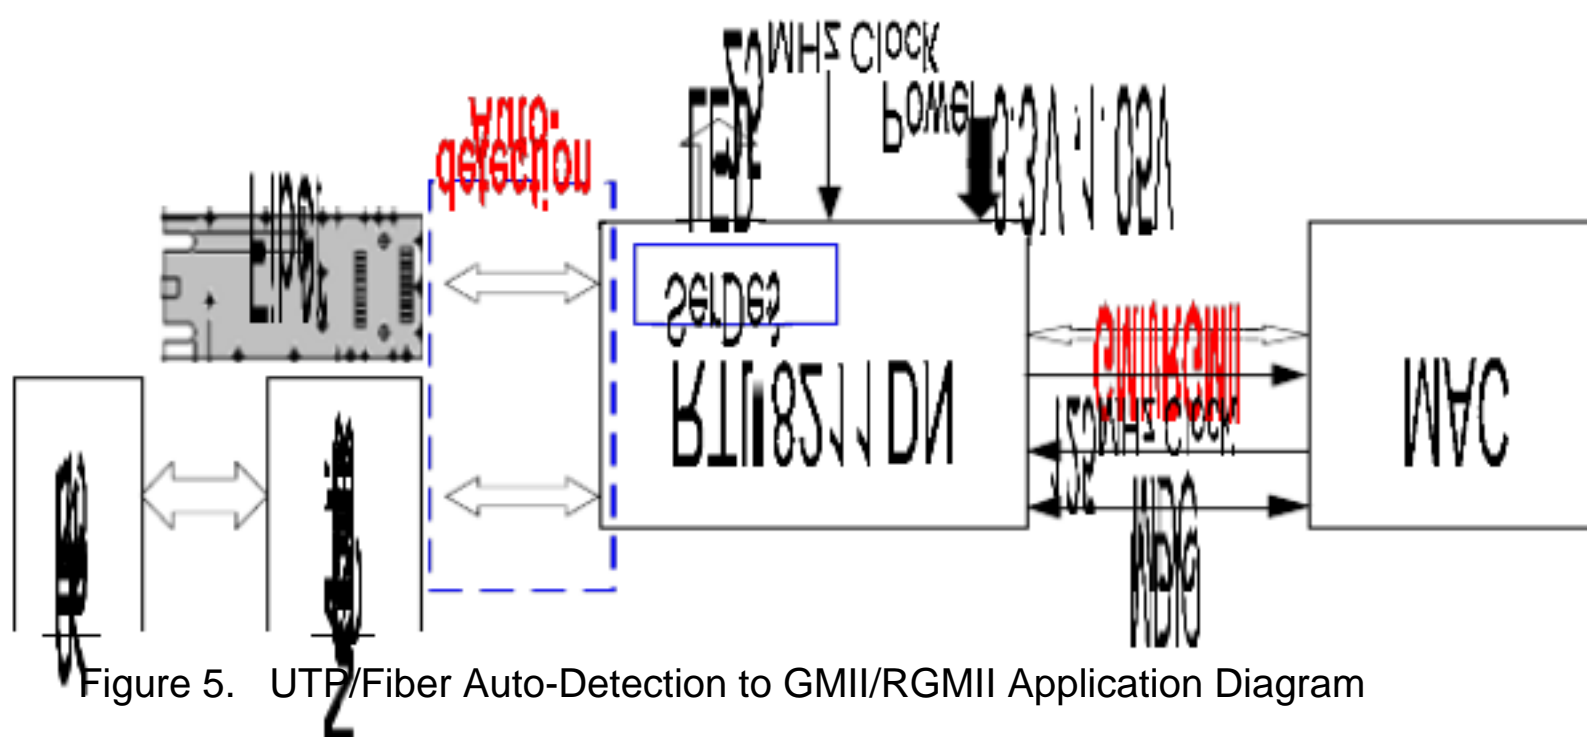 25MHz Clock
Power
3.3V 1.05V
LED
Auto-
detection
Fiber
SerDes
GMII/RGMII
RTL8211DN
MAC
125MHz Clock
MDIO
Figure 5. UTP/Fiber Auto-Detection to GMII/RGMII Application Diagram